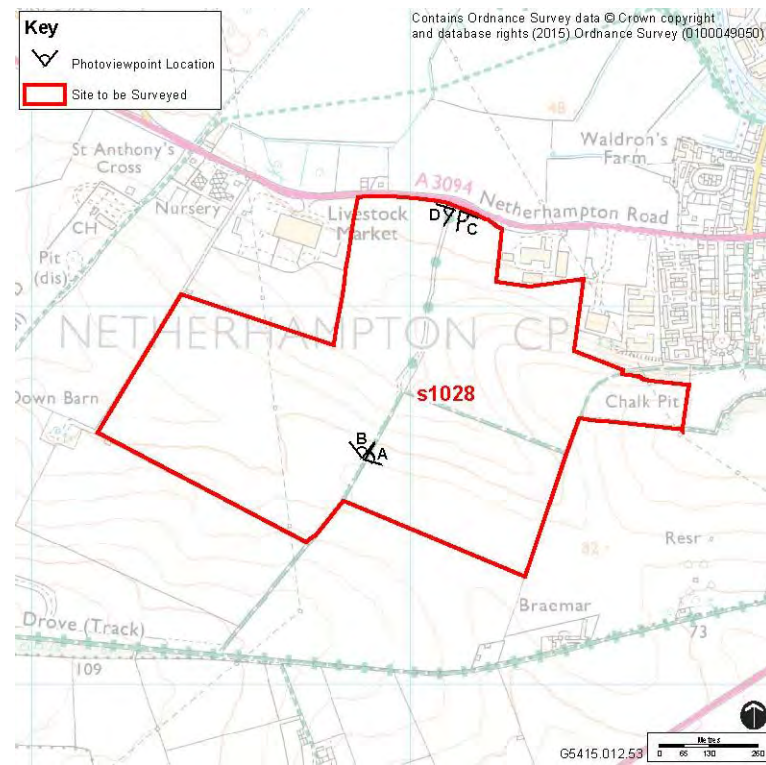 Key
Photoviewpoint Location
Site to be Surveyed
Contains Ordnance Survey data © Crown copyright
and database rights (2015) Ordnance Survey (0100049050)
48
Waldron's
Farm
St Anthony's
Cross
A 3094
Netherhampton Road
CH
Nursery
Livestock
Market
D
C
Pit
(dis)
NETHERHAMPTON CP
s1028
Down Barn
Chalk Pit
B
A
82
Resr
Braemar
Drove (Track)
73
109
G5415.012.53
Metres
0 65 130 260